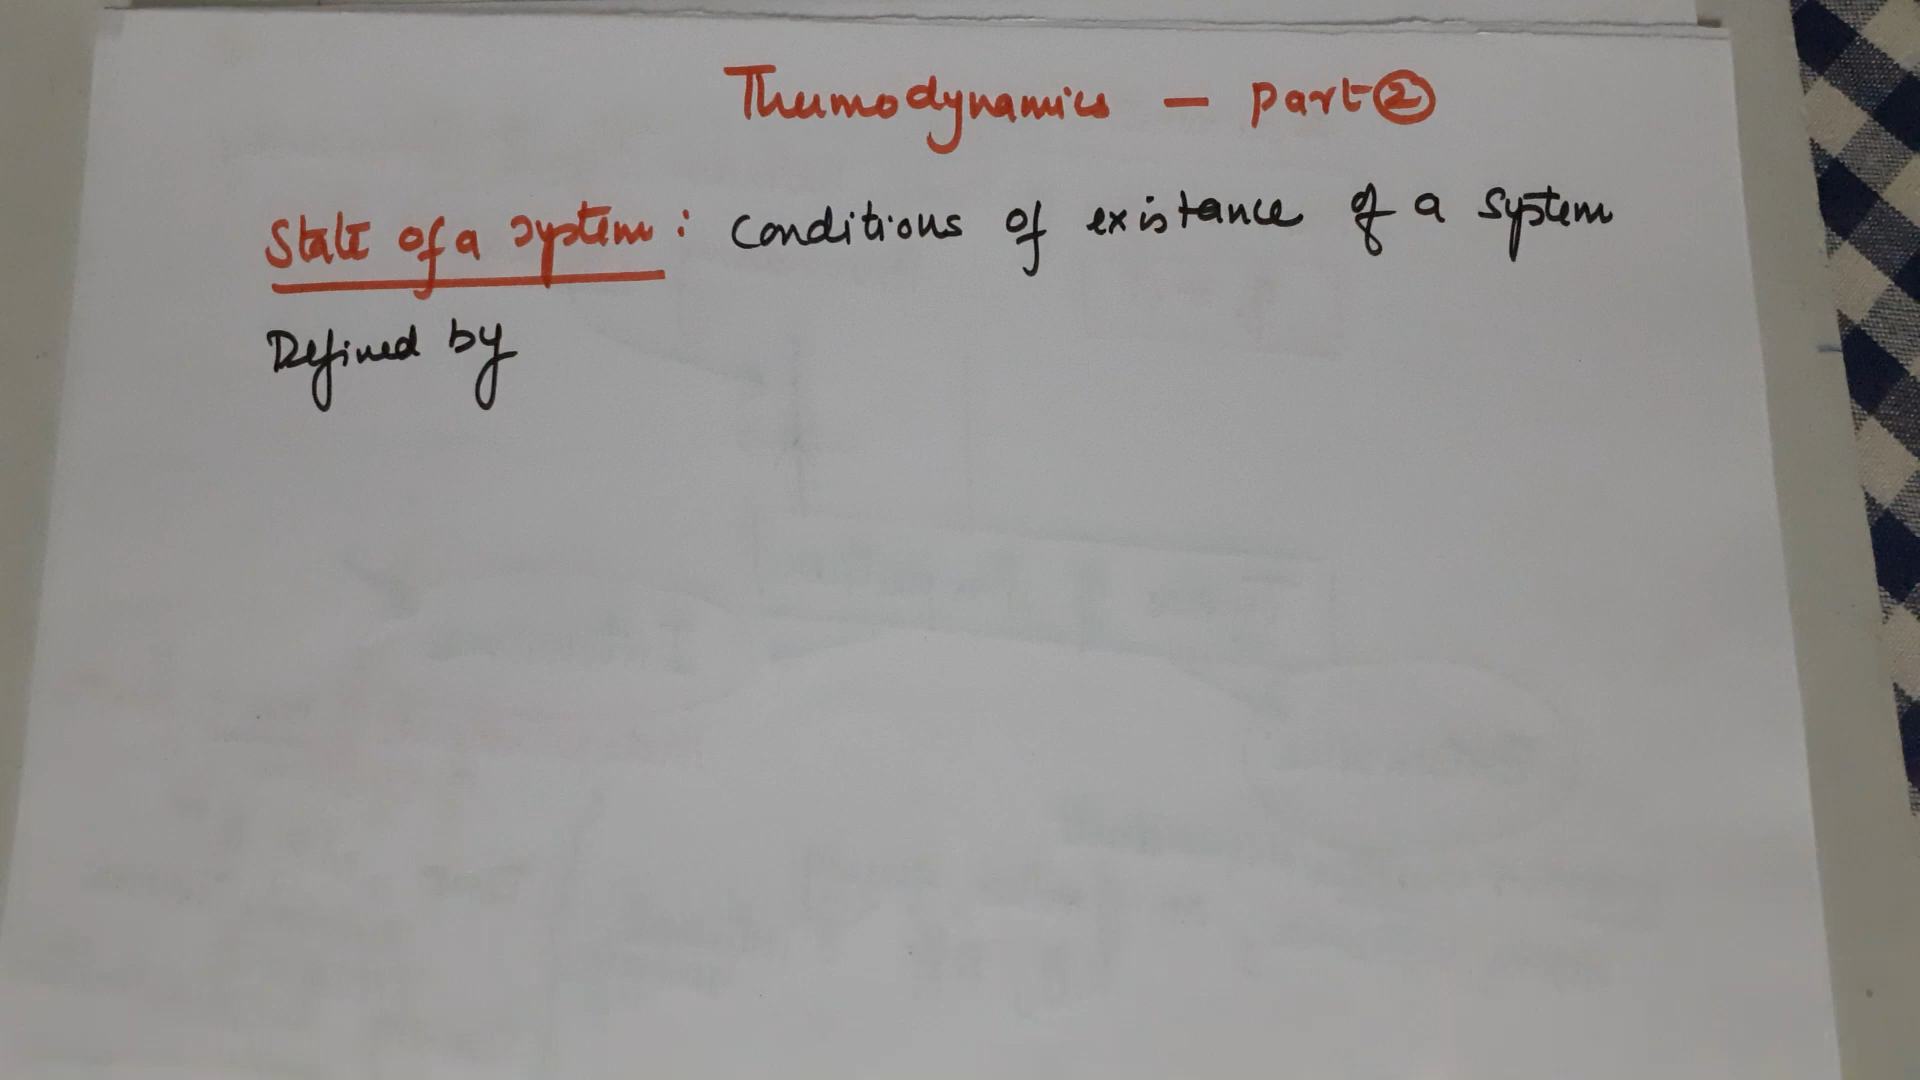 Thermodynamics - part ②
State of a system : conditions of existance of a system
Defined by